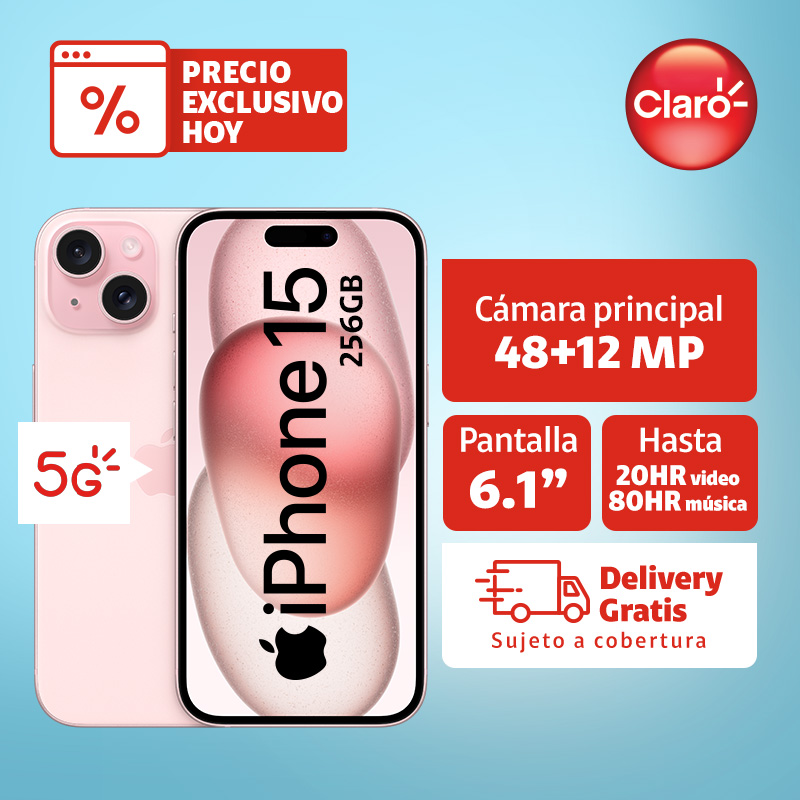 %
PRECIO
EXCLUSIVO
HOY
Claro
iPhone 15
256GB
5G
Cámara principal
48+12 MP
Pantalla
6.1”
Hasta
20HR video
80HR música
Delivery
Gratis
Sujeto a cobertura